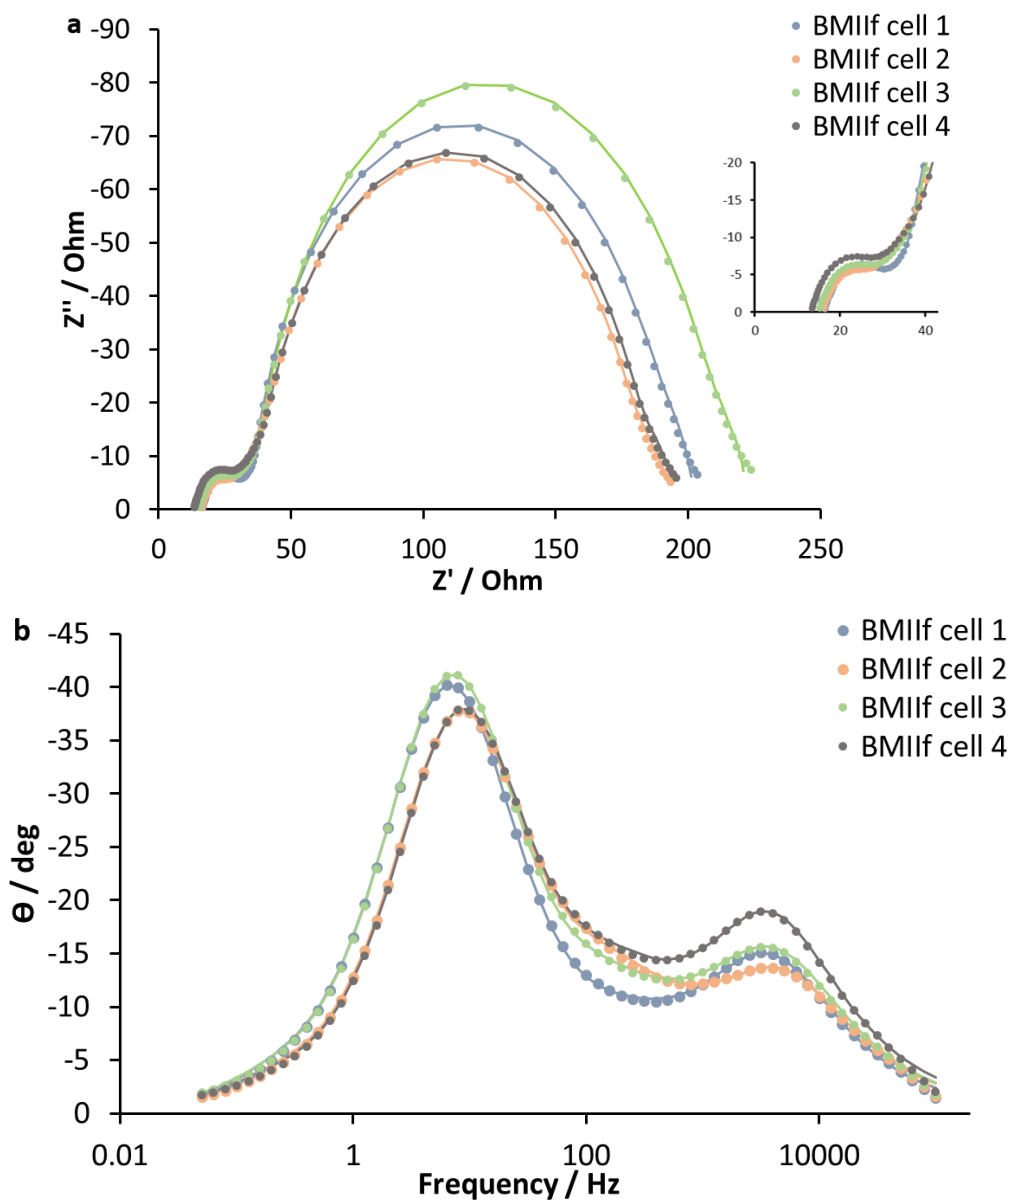 a
-90
-80
-70
-60
-50
-40
-30
-20
-10
0
Z'' / Ohm
0 50 100 150 200 250
Z' / Ohm
BMIIf cell 1
BMIIf cell 2
BMIIf cell 3
BMIIf cell 4
-20
-15
-10
-5
0
0 20 40
b
-45
-40
-35
-30
-25
-20
-15
-10
-5
0
Ө / deg
0.01 1 100 10000
Frequency / Hz
BMIIf cell 1
BMIIf cell 2
BMIIf cell 3
BMIIf cell 4